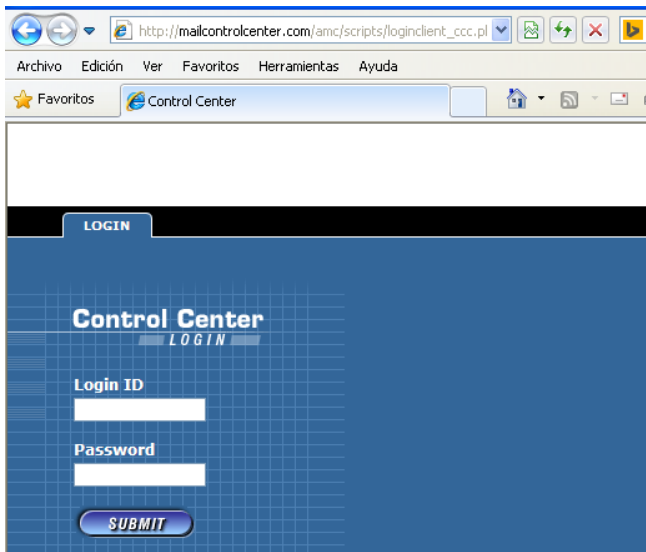 http://mailcontrolcenter.com/amc/scripts/loginclient_ccc.pl
Archivo Edición Ver Favoritos Herramientas Ayuda
Favoritos Control Center
LOGIN
Control Center
LOGIN
Login ID
Password
SUBMIT